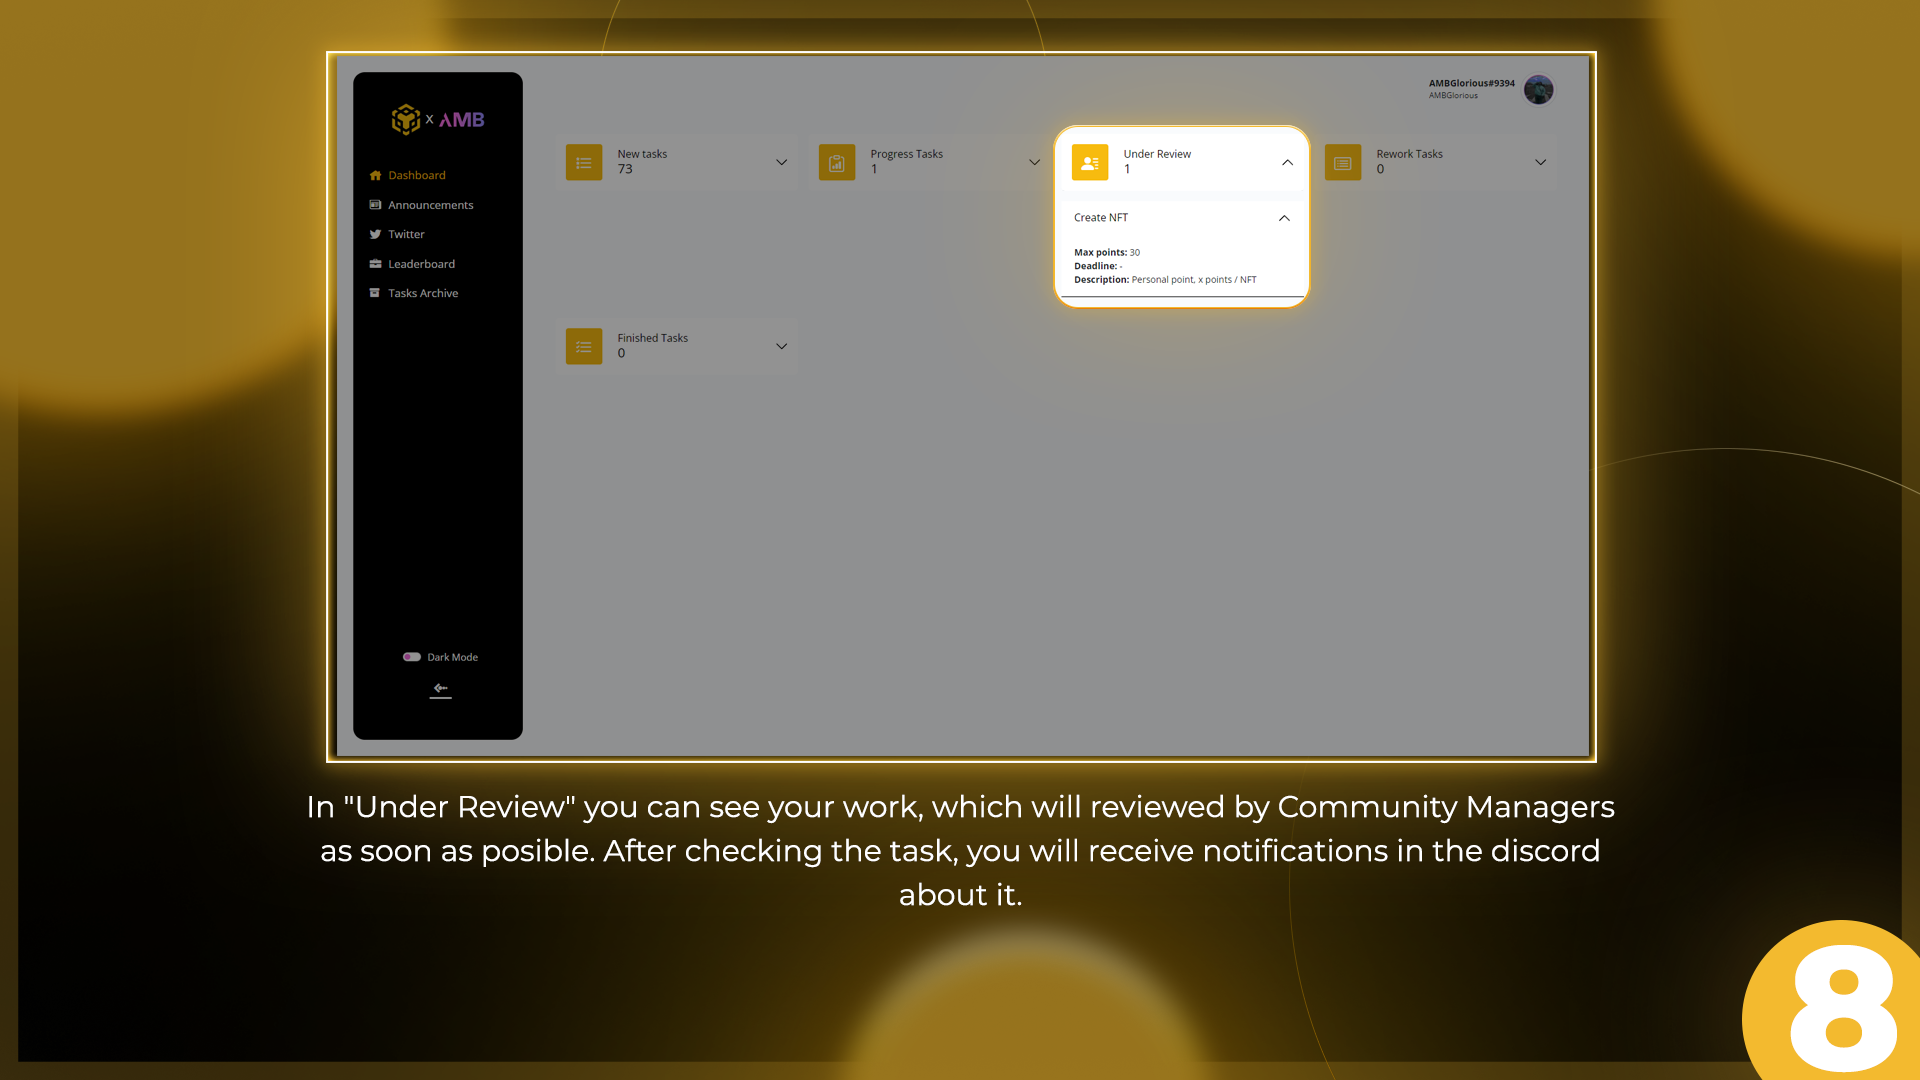 X AMB
AMBGlorious#9394
AMBGlorious
Dashboard
Announcements
Twitter
Leaderboard
Tasks Archive
Dark Mode
New tasks
73
Progress Tasks
1
Under Review
1
Create NFT
Max points: 30
Deadline: -
Description: Personal point, x points / NFT
Rework Tasks
0
Finished Tasks
0
In "Under Review" you can see your work, which will reviewed by Community Managers
as soon as posible. After checking the task, you will receive notifications in the discord
about it.
8